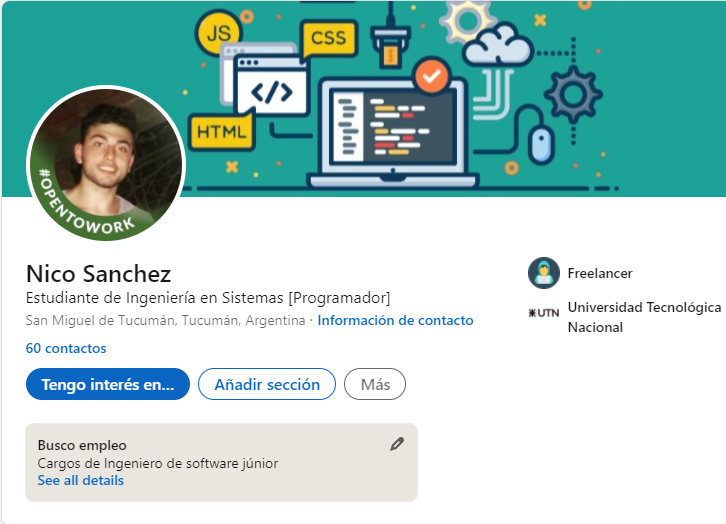 JS
CSS
</>
HTML
#OPENTOWORK
Nico Sanchez
Estudiante de Ingeniería en Sistemas [Programador]
San Miguel de Tucumán, Tucumán, Argentina · Información de contacto
60 contactos
Tengo interés en...
Añadir sección
Más
Freelancer
UTN
Universidad Tecnológica
Nacional
Busco empleo
Cargos de Ingeniero de software júnior
See all details